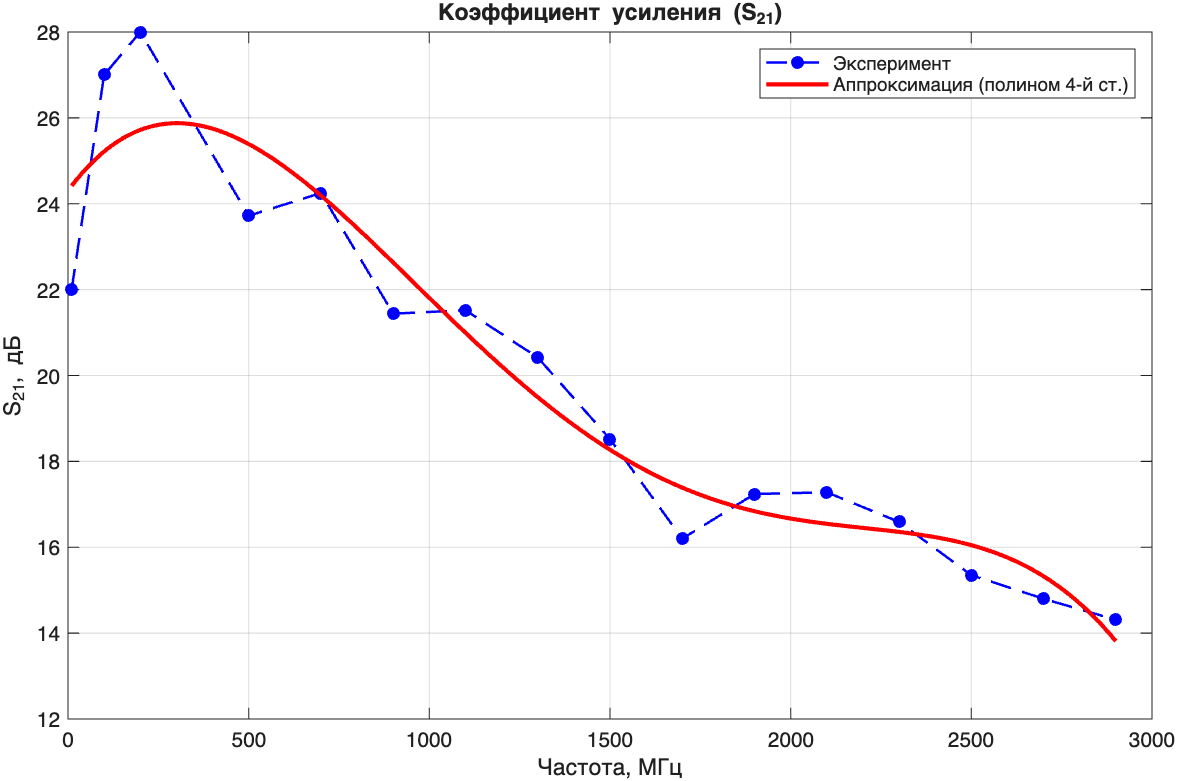 Коэффициент усиления (S₂₁)
Эксперимент
Аппроксимация (полином 4-й ст.)
28
26
24
22
20
18
16
14
12
S₂₁, дБ
0 500 1000 1500 2000 2500 3000
Частота, МГц